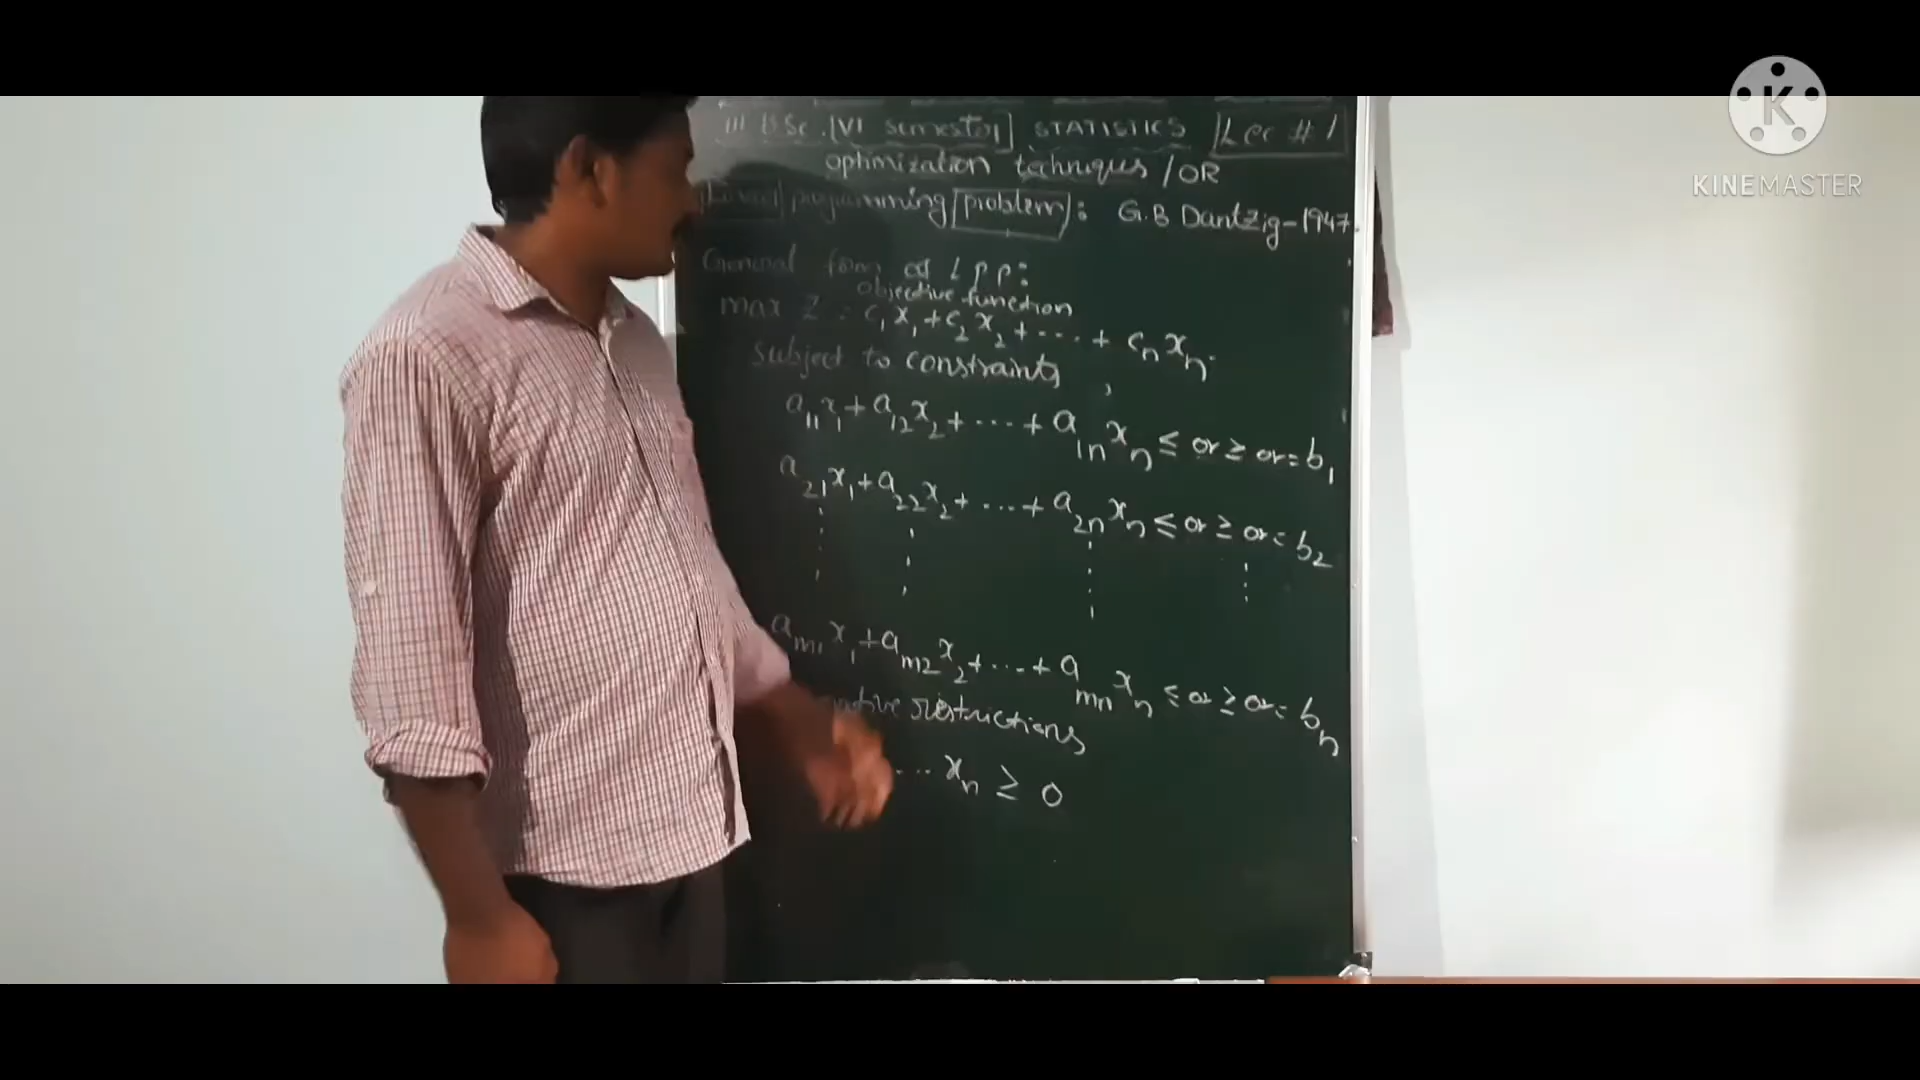 III BSc. [VI semester] STATISTICS Lec # 1
optimization techniques / OR
Linear programming problem: G.B Dantzig-1947.
General form of LPP:
objective function
max Z = c₁x₁ + c₂x₂ + .... + cₙxₙ.
Subject to constraints,
a₁₁x₁ + a₁₂x₂ + .... + a₁ₙxₙ ≤ or ≥ or = b₁
a₂₁x₁ + a₂₂x₂ + .... + a₂ₙxₙ ≤ or ≥ or = b₂
aₘ₁x₁ + aₘ₂x₂ + .... + aₘₙxₙ ≤ or ≥ or = bₙ
restrictions
... xₙ ≥ 0
K
KINEMASTER